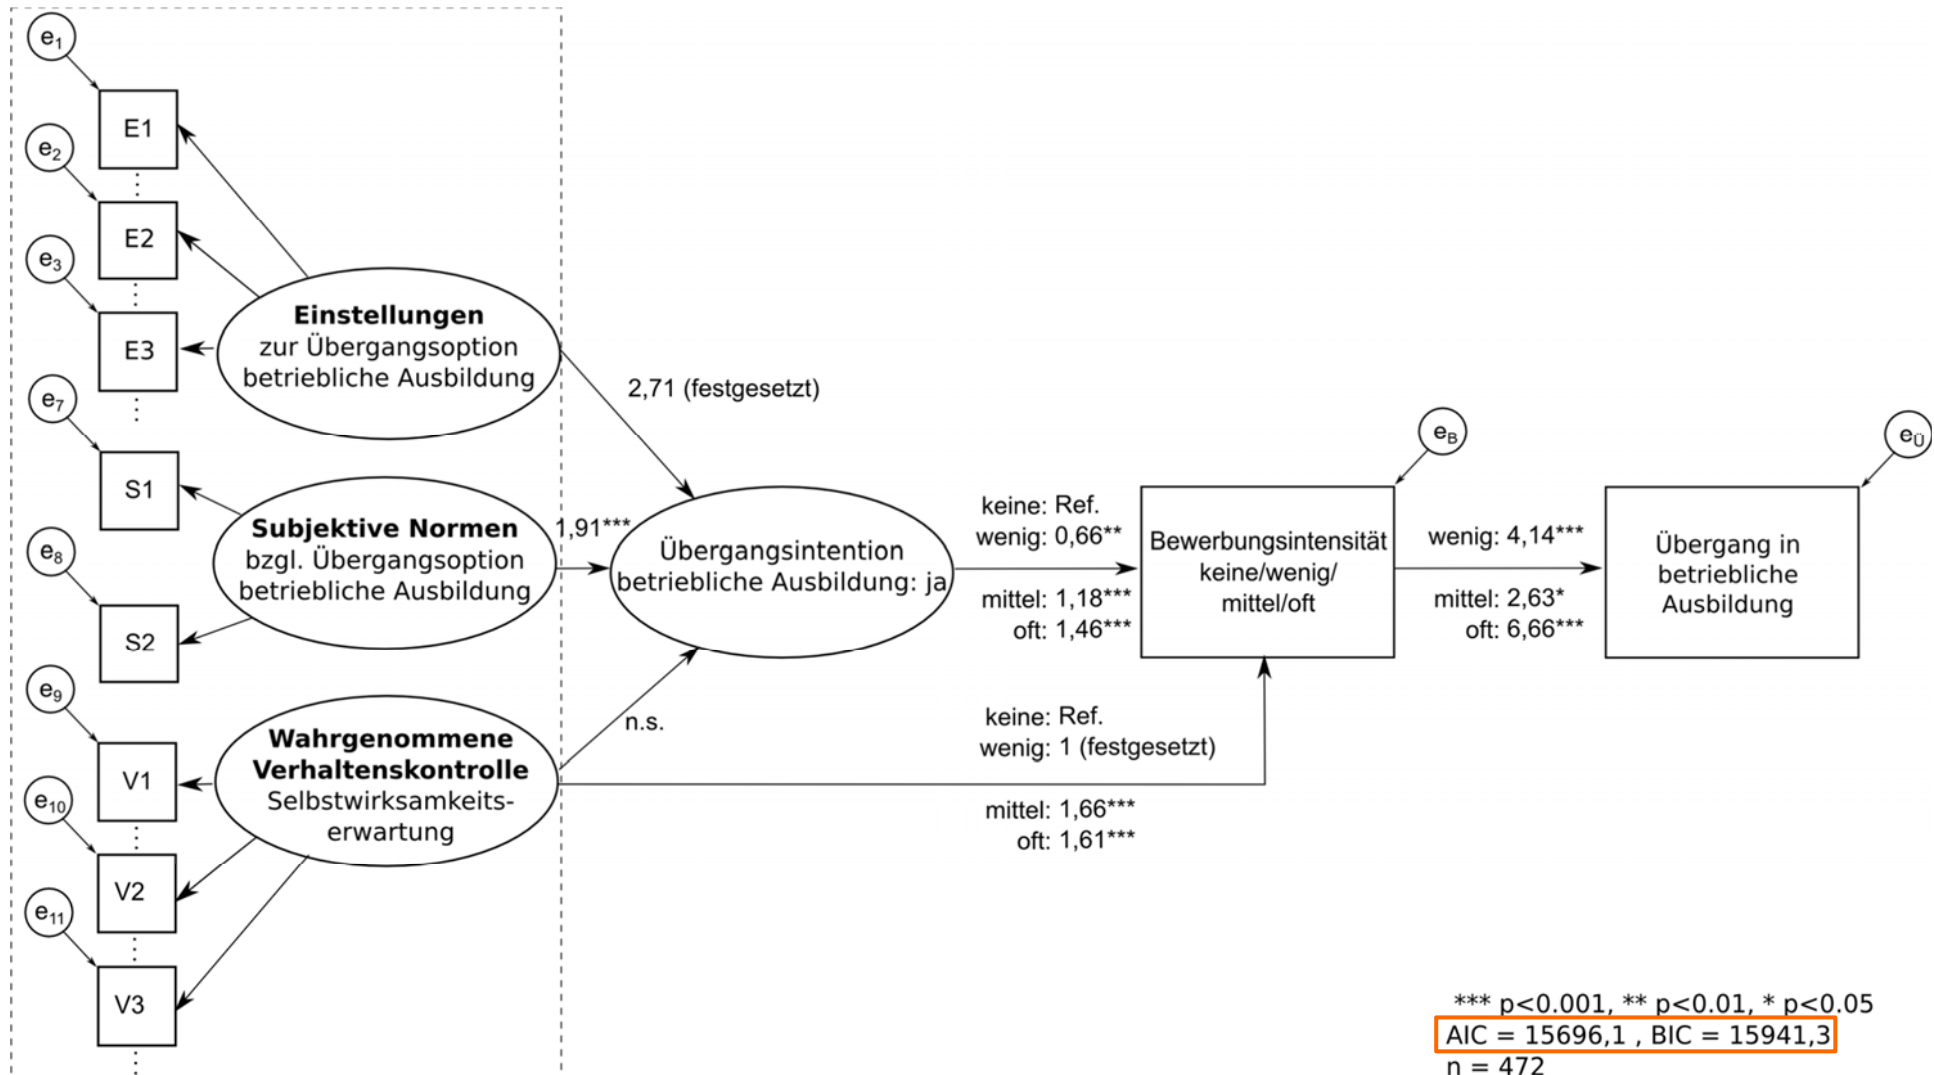 e1
E1
e2
E2
e3
E3
Einstellungen
zur Übergangsoption
betriebliche Ausbildung
2,71 (festgesetzt)
e7
S1
e8
S2
Subjektive Normen
bzgl. Übergangsoption
betriebliche Ausbildung
1,91***
Übergangsintention
betriebliche Ausbildung: ja
keine: Ref.
wenig: 0,66**
mittel: 1,18***
oft: 1,46***
eB
Bewerbungsintensität
keine/wenig/
mittel/oft
wenig: 4,14***
mittel: 2,63*
oft: 6,66***
eÜ
Übergang in
betriebliche
Ausbildung
e9
V1
e10
V2
e11
V3
Wahrgenommene
Verhaltenskontrolle
Selbstwirksamkeits-
erwartung
n.s.
keine: Ref.
wenig: 1 (festgesetzt)
mittel: 1,66***
oft: 1,61***
*** p<0.001, ** p<0.01, * p<0.05
AIC = 15696,1 , BIC = 15941,3
n = 472